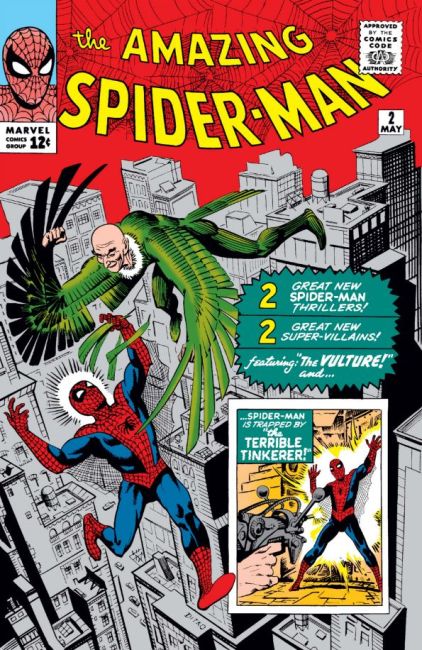 the AMAZING
SPIDER-MAN
APPROVED
BY THE
COMICS
CODE
AUTHORITY
MARVEL
COMICS
GROUP 12¢
2
MAY
2 GREAT NEW
SPIDER-MAN
THRILLERS!
2 GREAT NEW
SUPER-VILLAINS!
featuring: "The VULTURE!"
and...
...SPIDER-MAN
IS TRAPPED BY
"the
TERRIBLE
TINKERER!"
DITKO